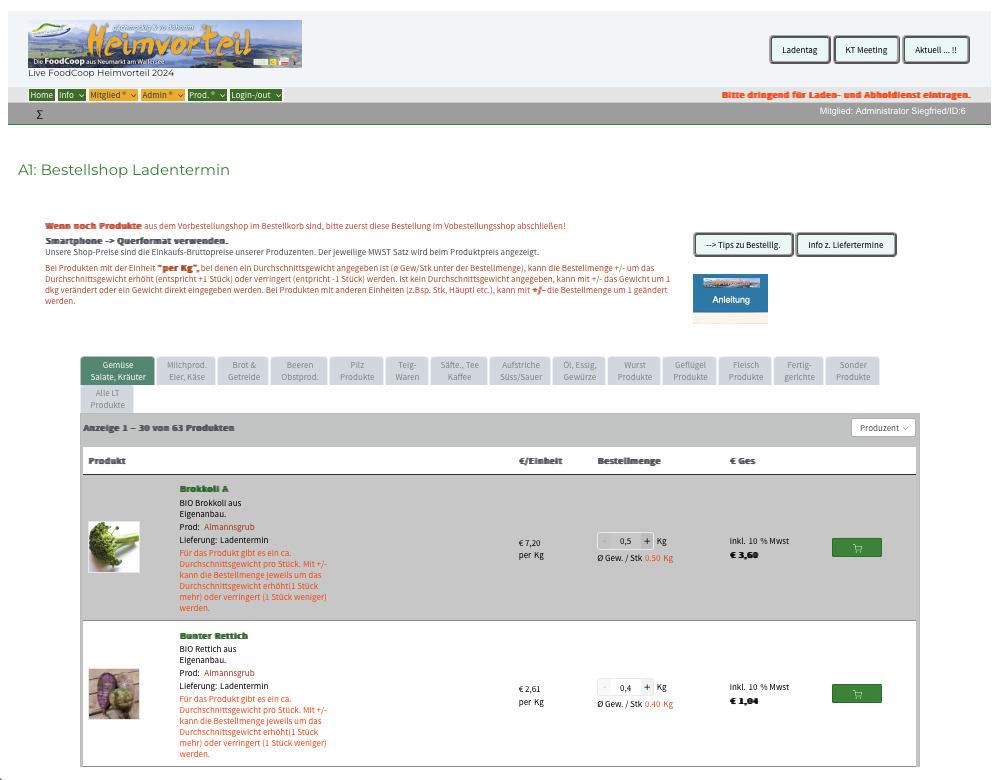 glücksrockig & vo dahoam
Heimvorteil
Die FoodCoop aus Neumarkt am Wallersee
Live FoodCoop Heimvorteil 2024
Ladentag
KT Meeting
Aktuell ... !!
Home
Info
Mitglied *
Admin *
Prod. *
Login-/out
Bitte dringend für Laden- und Abholdienst eintragen.
Σ
Mitglied: Administrator Siegfried/ID:6
A1: Bestellshop Ladentermin
Wenn noch Produkte aus dem Vorbestellungshop im Bestellkorb sind, bitte zuerst diese Bestellung im Vobestellungsshop abschließen!
Smartphone -> Querformat verwenden.
Unsere Shop-Preise sind die Einkaufs-Bruttopreise unserer Produzenten. Der jeweilige MWST Satz wird beim Produktpreis angezeigt.
Bei Produkten mit der Einheit "per Kg", bei denen ein Durchschnittsgewicht angegeben ist (ø Gew/Stk unter der Bestellmenge), kann die Bestellmenge +/- um das
Durchschnittsgewicht erhöht (entspricht +1 Stück) oder verringert (entpricht -1 Stück) werden. Ist kein Durchschnittsgewicht angegeben, kann mit +/- das Gewicht um 1
dkg verändert oder ein Gewicht direkt eingegeben werden. Bei Produkten mit anderen Einheiten (z.Bsp. Stk, Häuptl etc.), kann mit +/- die Bestellmenge um 1 geändert
werden.
--> Tips zu Bestelllg.
Info z. Liefertermine
Anleitung
Gemüse
Salate, Kräuter
Milchprod.
Eier, Käse
Brot &
Getreide
Beeren
Obstprod.
Pilz
Produkte
Teig-
Waren
Säfte., Tee
Kaffee
Aufstriche
Süss/Sauer
Öl, Essig,
Gewürze
Wurst
Produkte
Geflügel
Produkte
Fleisch
Produkte
Fertig-
gerichte
Sonder
Produkte
Alle LT
Produkte
Anzeige 1 – 30 von 63 Produkten
Produzent
Produkt
€/Einheit
Bestellmenge
€ Ges
Brokkoli A
BIO Brokkoli aus
Eigenanbau.
Prod: Almannsgrub
Lieferung: Ladentermin
Für das Produkt gibt es ein ca.
Durchschnittsgewicht pro Stück. Mit +/-
kann die Bestellmenge jeweils um das
Durchschnittsgewicht erhöht(1 Stück
mehr) oder verringert (1 Stück weniger)
werden.
€ 7,20
per Kg
- 0,5 + Kg
Ø Gew. / Stk 0.50 Kg
inkl. 10 % Mwst
€ 3,60
Bunter Rettich
BIO Rettich aus
Eigenanbau.
Prod: Almannsgrub
Lieferung: Ladentermin
Für das Produkt gibt es ein ca.
Durchschnittsgewicht pro Stück. Mit +/-
kann die Bestellmenge jeweils um das
Durchschnittsgewicht erhöht(1 Stück
mehr) oder verringert (1 Stück weniger)
werden.
€ 2,61
per Kg
- 0,4 + Kg
Ø Gew. / Stk 0.40 Kg
inkl. 10 % Mwst
€ 1,04